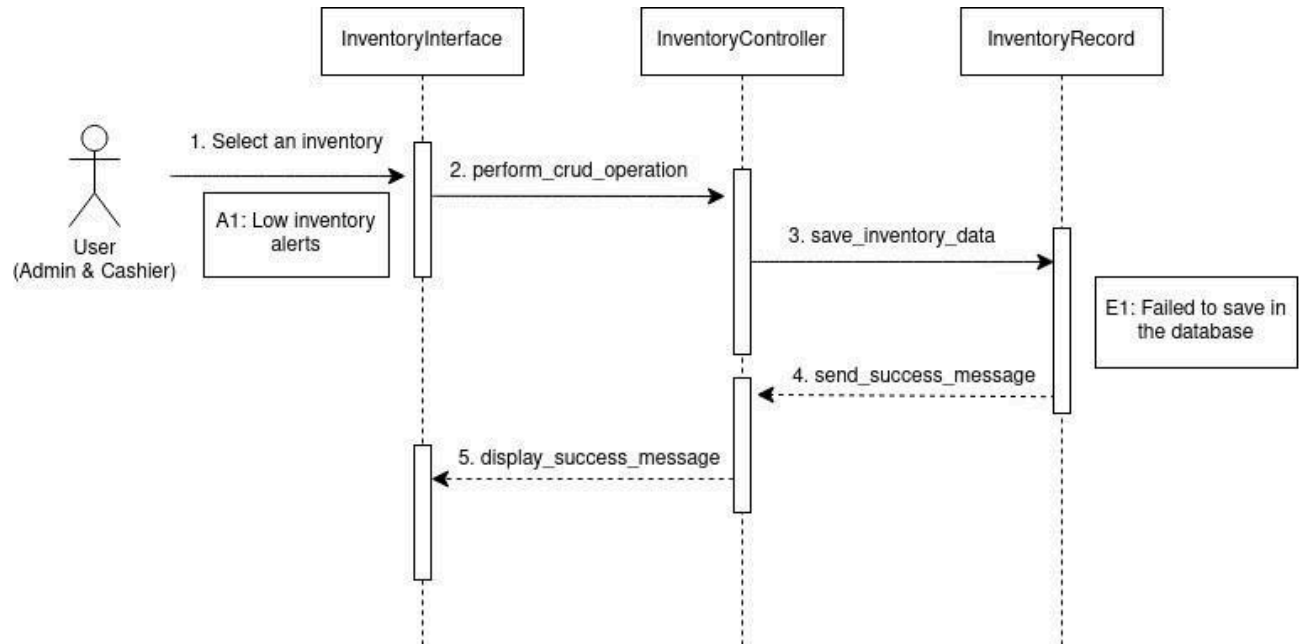 InventoryInterface
InventoryController
InventoryRecord
1. Select an inventory
2. perform_crud_operation
A1: Low inventory
alerts
User
(Admin & Cashier)
3. save_inventory_data
E1: Failed to save in
the database
4. send_success_message
5. display_success_message